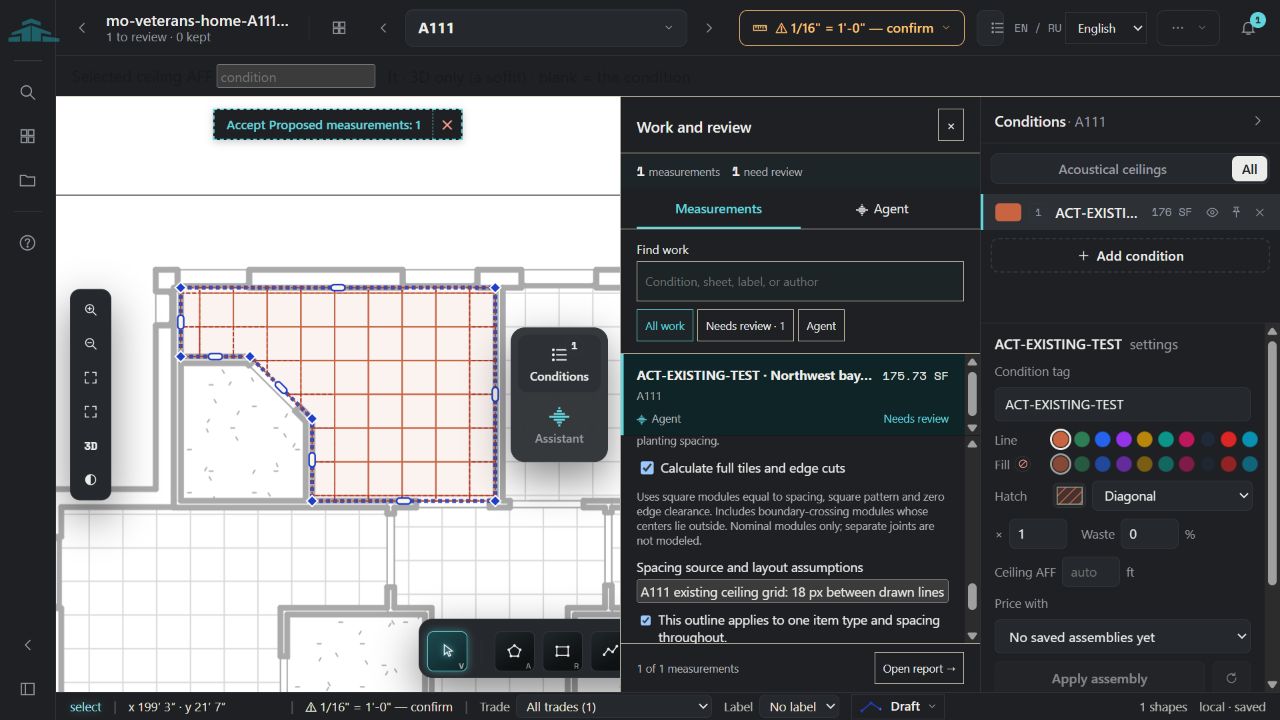 mo-veterans-home-A111...
1 to review · 0 kept
A111
⚠ 1/16" = 1'-0" — confirm
EN / RU
English
...
1
Selected ceiling AFF condition ft · 3D only (a soffit) · blank = the condition
Accept Proposed measurements: 1 ✕
3D
1
Conditions
Assistant
V
A
R
Work and review
×
1 measurements 1 need review
Measurements
Agent
Find work
Condition, sheet, label, or author
All work
Needs review · 1
Agent
ACT-EXISTING-TEST · Northwest bay... 175.73 SF
A111
Agent Needs review
planting spacing.
Calculate full tiles and edge cuts
Uses square modules equal to spacing, square pattern and zero
edge clearance. Includes boundary-crossing modules whose
centers lie outside. Nominal modules only; separate joints are
not modeled.
Spacing source and layout assumptions
A111 existing ceiling grid: 18 px between drawn lines
This outline applies to one item type and spacing
throughout.
1 of 1 measurements
Open report →
Conditions · A111
Acoustical ceilings
All
1 ACT-EXISTI... 176 SF
+ Add condition
ACT-EXISTING-TEST settings
Condition tag
ACT-EXISTING-TEST
Line
Fill
Hatch Diagonal
× 1 Waste 0 %
Ceiling AFF auto ft
Price with
No saved assemblies yet
Apply assembly
select
x 199' 3" · y 21' 7"
⚠ 1/16" = 1'-0" — confirm
Trade All trades (1)
Label No label
Draft
1 shapes local · saved